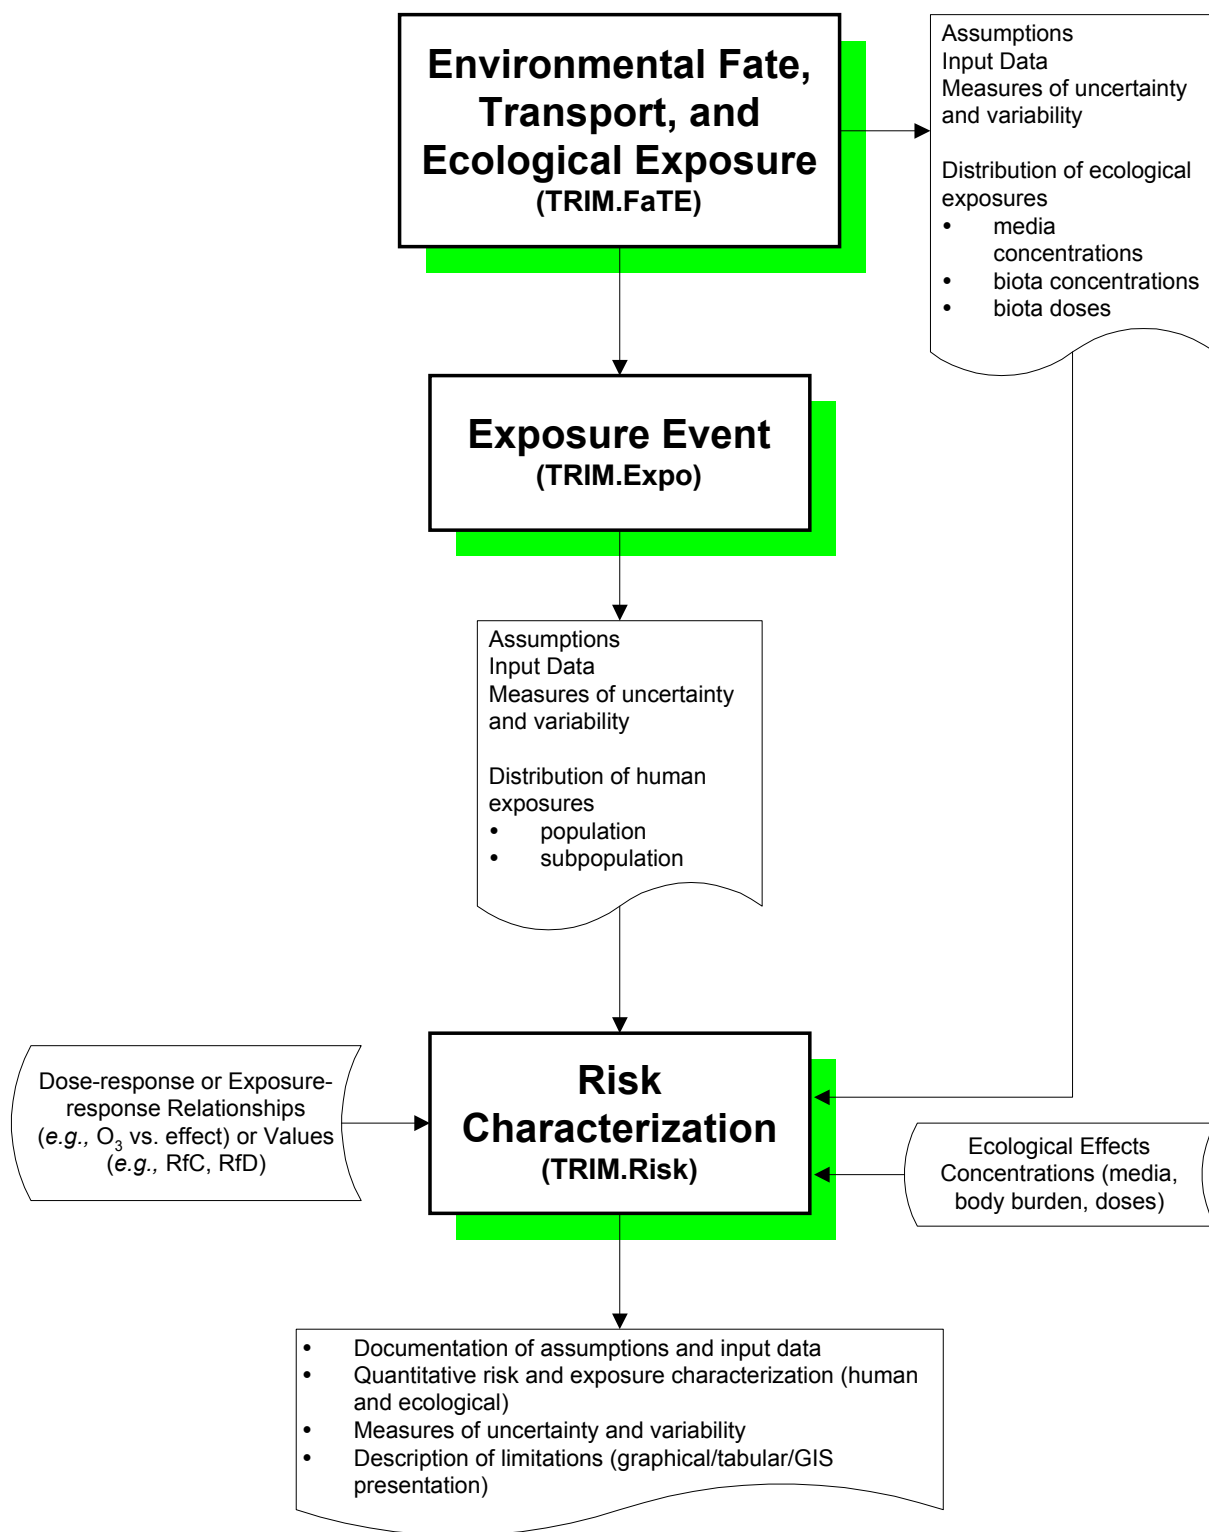 Environmental Fate,
Transport, and
Ecological Exposure
(TRIM.FaTE)
Assumptions
Input Data
Measures of uncertainty
and variability
Distribution of ecological
exposures
• media
concentrations
• biota concentrations
• biota doses
Exposure Event
(TRIM.Expo)
Assumptions
Input Data
Measures of uncertainty
and variability
Distribution of human
exposures
• population
• subpopulation
Dose-response or Exposure-
response Relationships
(e.g., O3 vs. effect) or Values
(e.g., RfC, RfD)
Risk
Characterization
(TRIM.Risk)
Ecological Effects
Concentrations (media,
body burden, doses)
• Documentation of assumptions and input data
• Quantitative risk and exposure characterization (human
and ecological)
• Measures of uncertainty and variability
• Description of limitations (graphical/tabular/GIS
presentation)